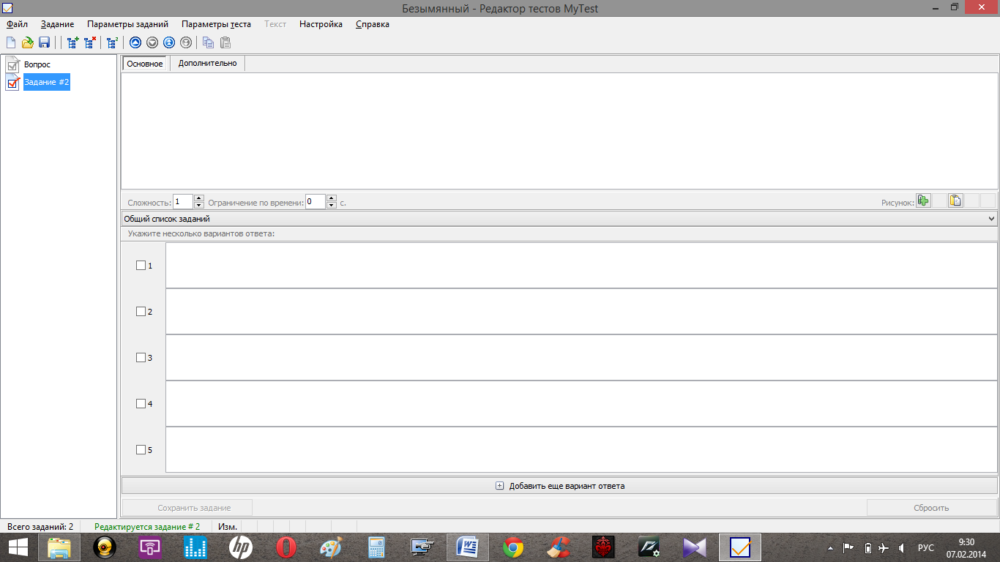 Безымянный - Редактор тестов MyTest
Файл Задание Параметры заданий Параметры теста Текст Настройка Справка
Вопрос
Задание #2
Основное Дополнительно
Сложность: 1 Ограничение по времени: 0 с. Рисунок:
Общий список заданий
Укажите несколько вариантов ответа:
1
2
3
4
5
Добавить еще вариант ответа
Сохранить задание Сбросить
Всего заданий: 2 Редактируется задание # 2 Изм.
hp
РУС
9:30
07.02.2014